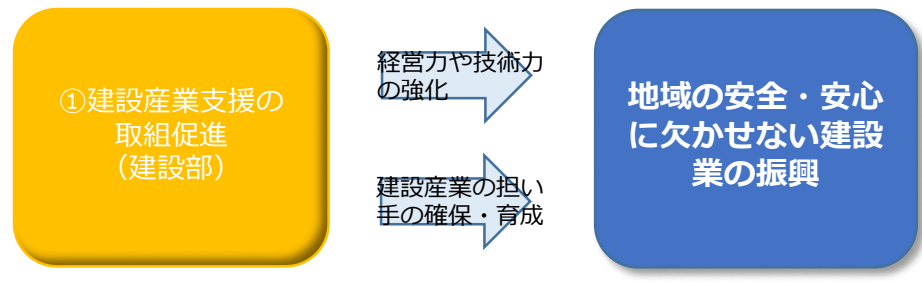 ①建設産業支援の
取組促進
(建設部)
経営力や技術力
の強化
建設産業の担い
手の確保・育成
地域の安全・安心
に欠かせない建設
業の振興